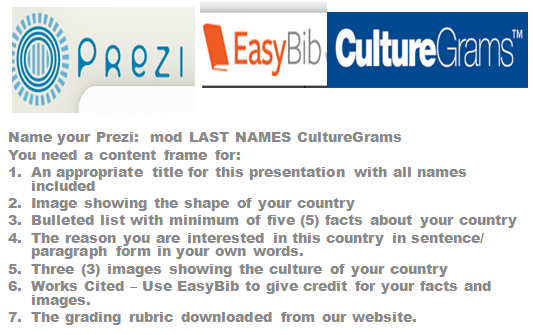 PREZI
EasyBib
CultureGrams™
Name your Prezi: mod LAST NAMES CultureGrams
You need a content frame for:
1. An appropriate title for this presentation with all names
included
2. Image showing the shape of your country
3. Bulleted list with minimum of five (5) facts about your country
4. The reason you are interested in this country in sentence/
paragraph form in your own words.
5. Three (3) images showing the culture of your country
6. Works Cited – Use EasyBib to give credit for your facts and
images.
7. The grading rubric downloaded from our website.